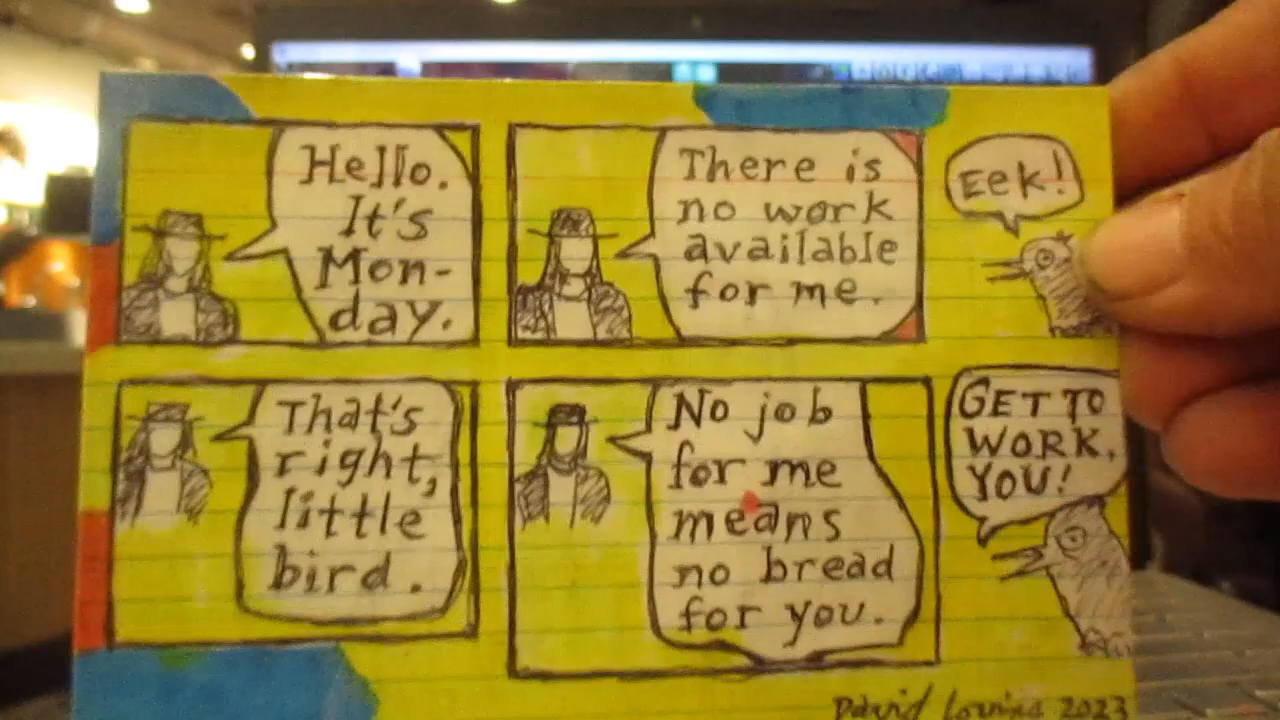 Hello.
It's
Mon-
day.
There is
no work
available
for me.
Eek!
That's
right,
little
bird.
No job
for me
means
no bread
for you.
GET TO
WORK,
YOU!
David 2023